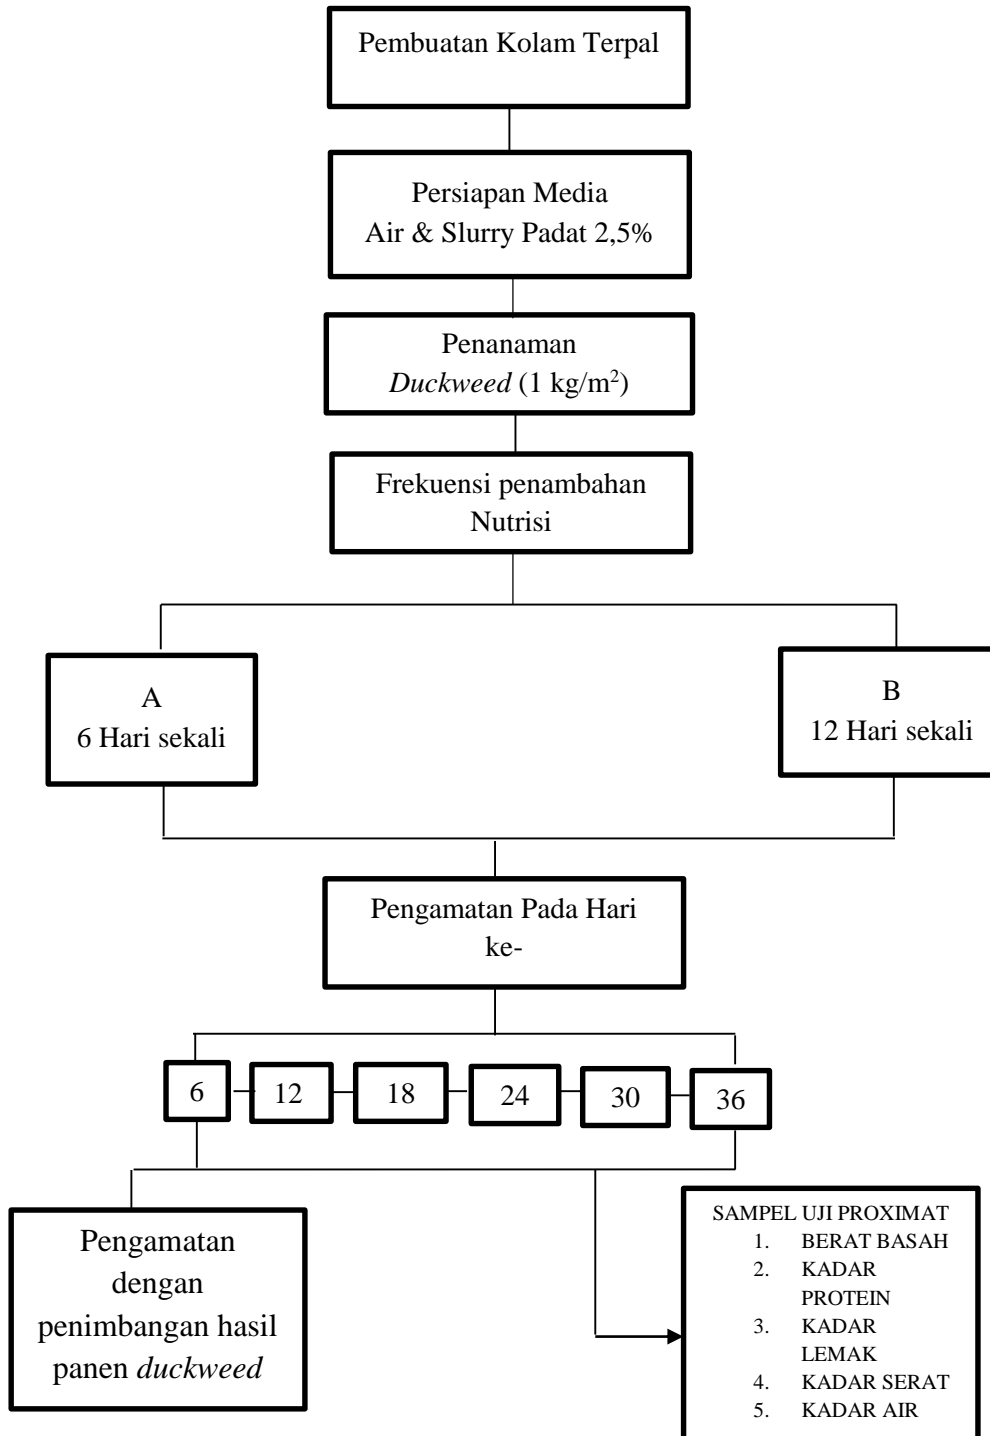 Pembuatan Kolam Terpal
Persiapan Media
Air & Slurry Padat 2,5%
Penanaman
Duckweed (1 kg/m²)
Frekuensi penambahan
Nutrisi
A
6 Hari sekali
B
12 Hari sekali
Pengamatan Pada Hari
ke-
6
12
18
24
30
36
Pengamatan
dengan
penimbangan hasil
panen duckweed
SAMPEL UJI PROXIMAT
1. BERAT BASAH
2. KADAR
PROTEIN
3. KADAR
LEMAK
4. KADAR SERAT
5. KADAR AIR